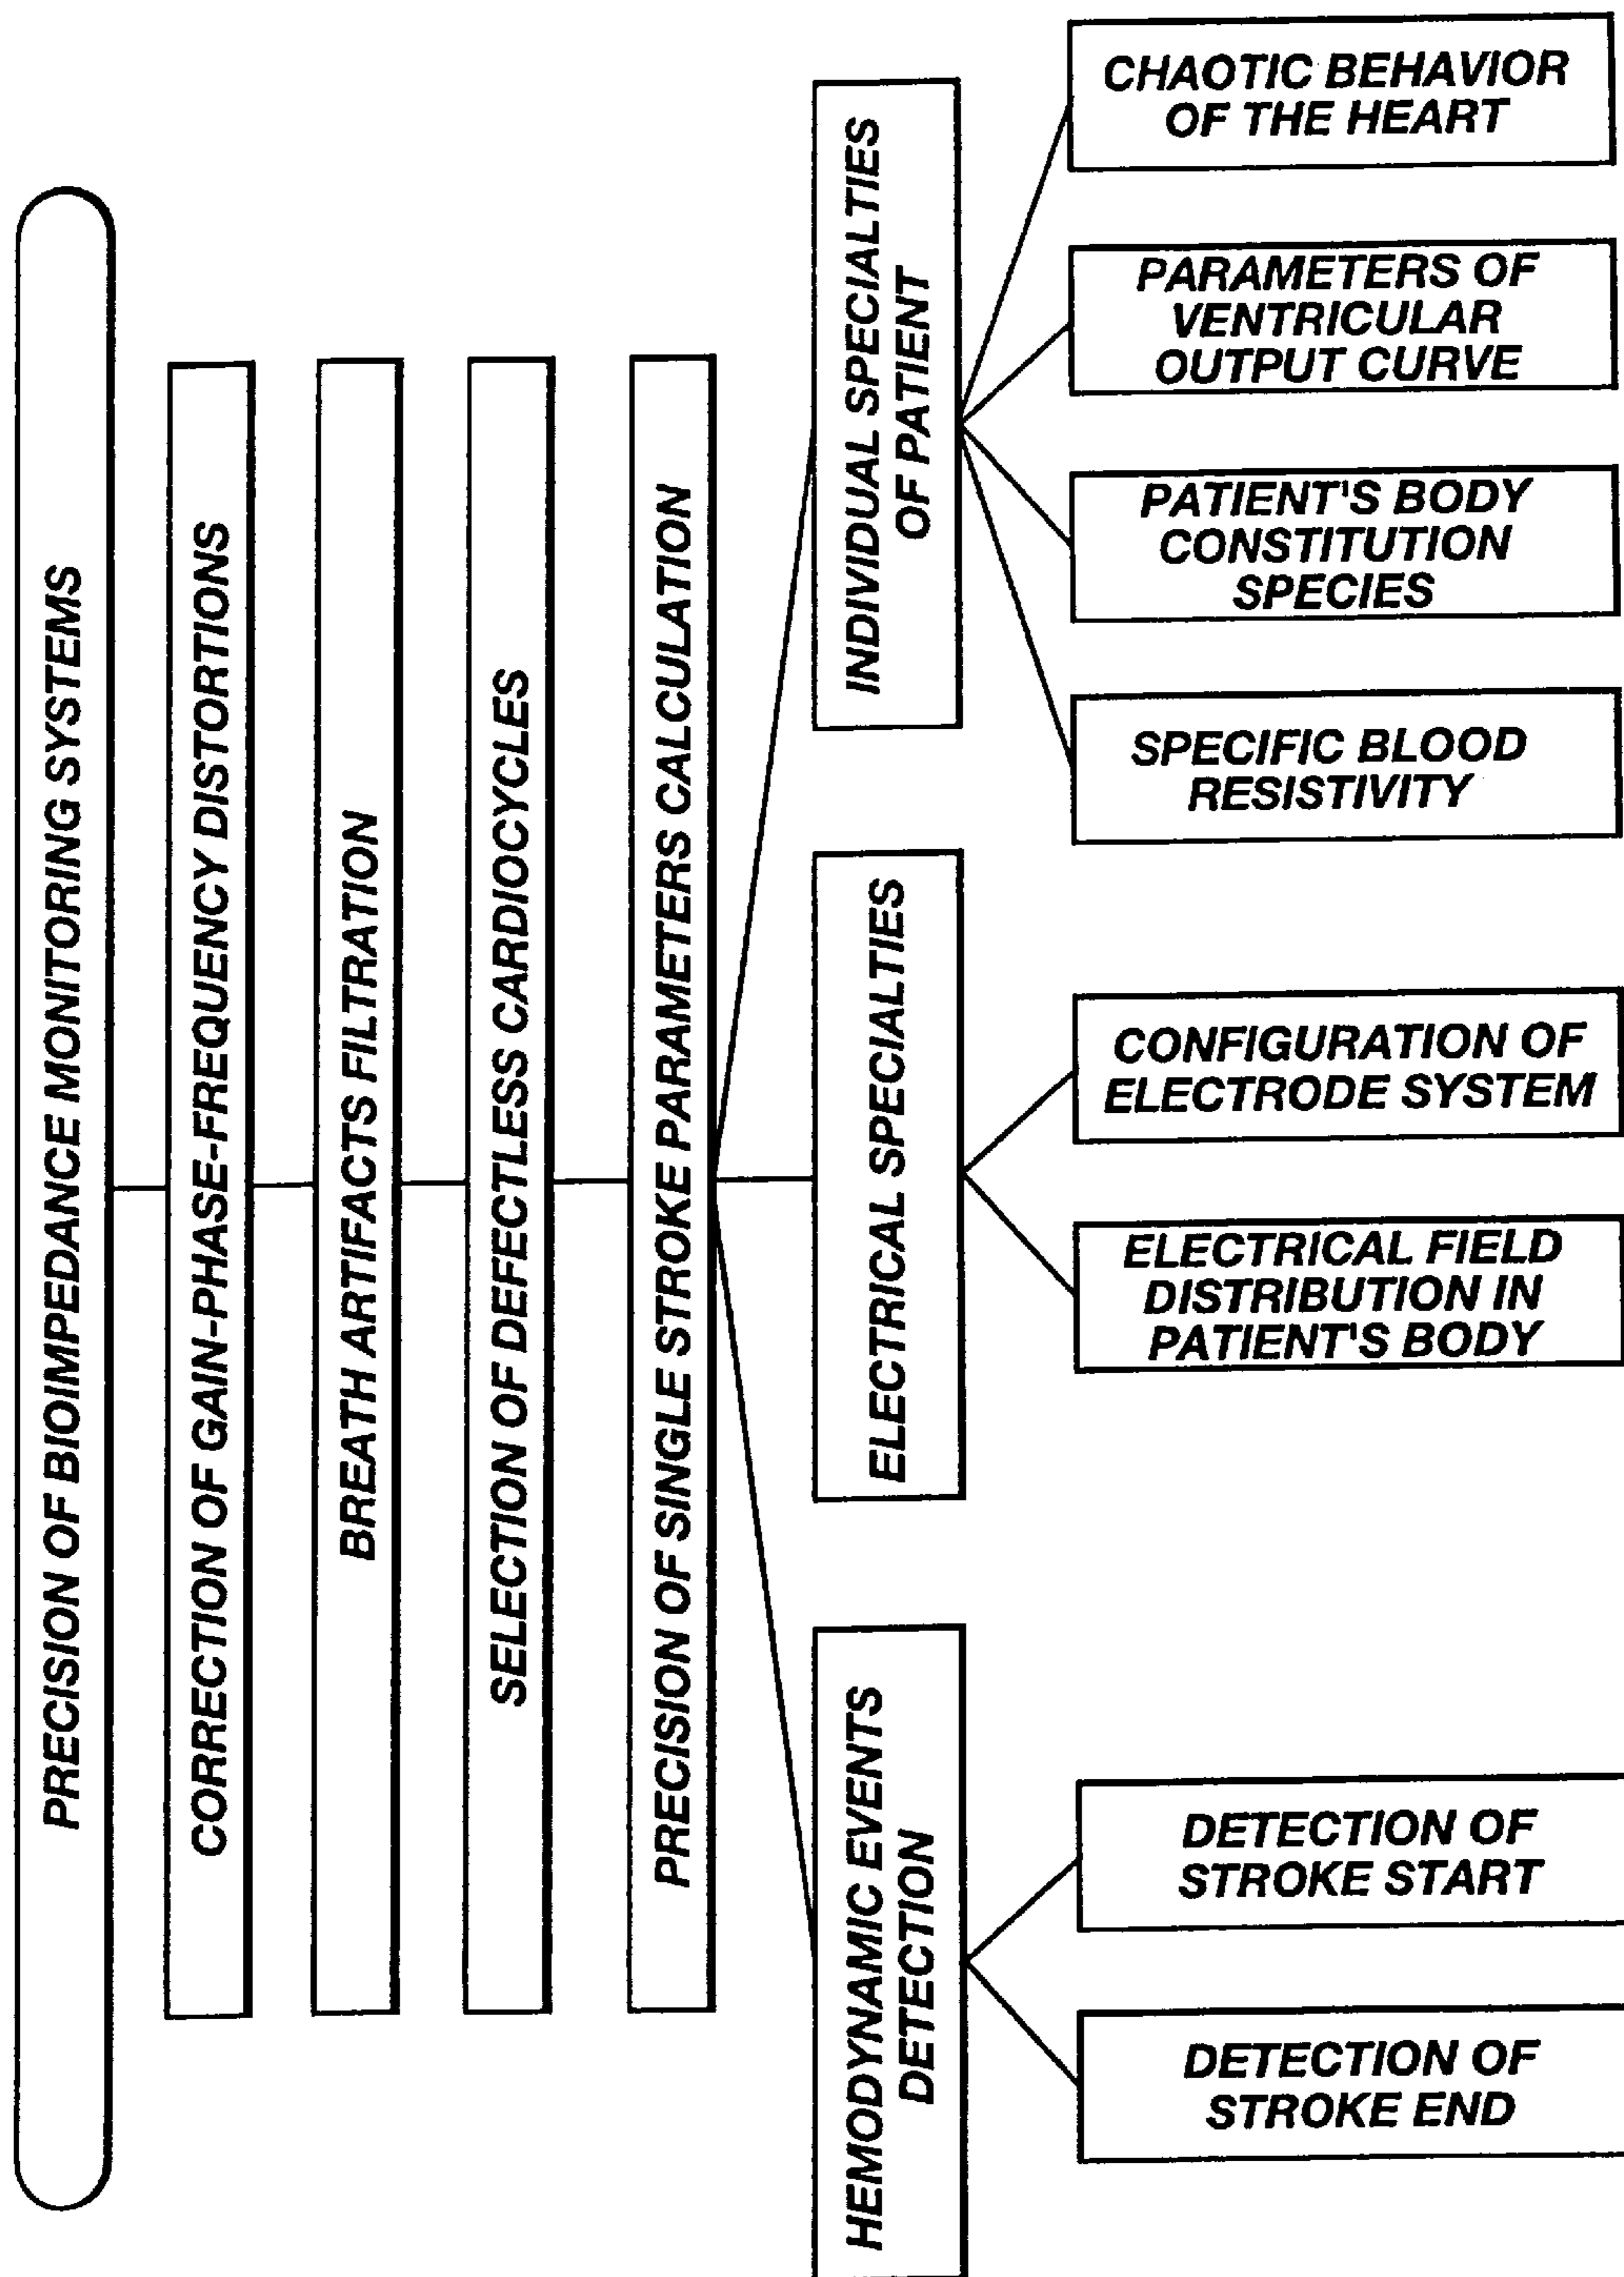 PRECISION OF BIOIMPEDANCE MONITORING SYSTEMS
CORRECTION OF GAIN-PHASE-FREQUENCY DISTORTIONS
BREATH ARTIFACTS FILTRATION
SELECTION OF DEFECTLESS CARDIOCYCLES
PRECISION OF SINGLE STROKE PARAMETERS CALCULATION
HEMODYNAMIC EVENTS
DETECTION
ELECTRICAL SPECIALTIES
INDIVIDUAL SPECIALTIES
OF PATIENT
CHAOTIC BEHAVIOR
OF THE HEART
PARAMETERS OF
VENTRICULAR
OUTPUT CURVE
PATIENT'S BODY
CONSTITUTION
SPECIES
SPECIFIC BLOOD
RESISTIVITY
CONFIGURATION OF
ELECTRODE SYSTEM
ELECTRICAL FIELD
DISTRIBUTION IN
PATIENT'S BODY
DETECTION OF
STROKE START
DETECTION OF
STROKE END